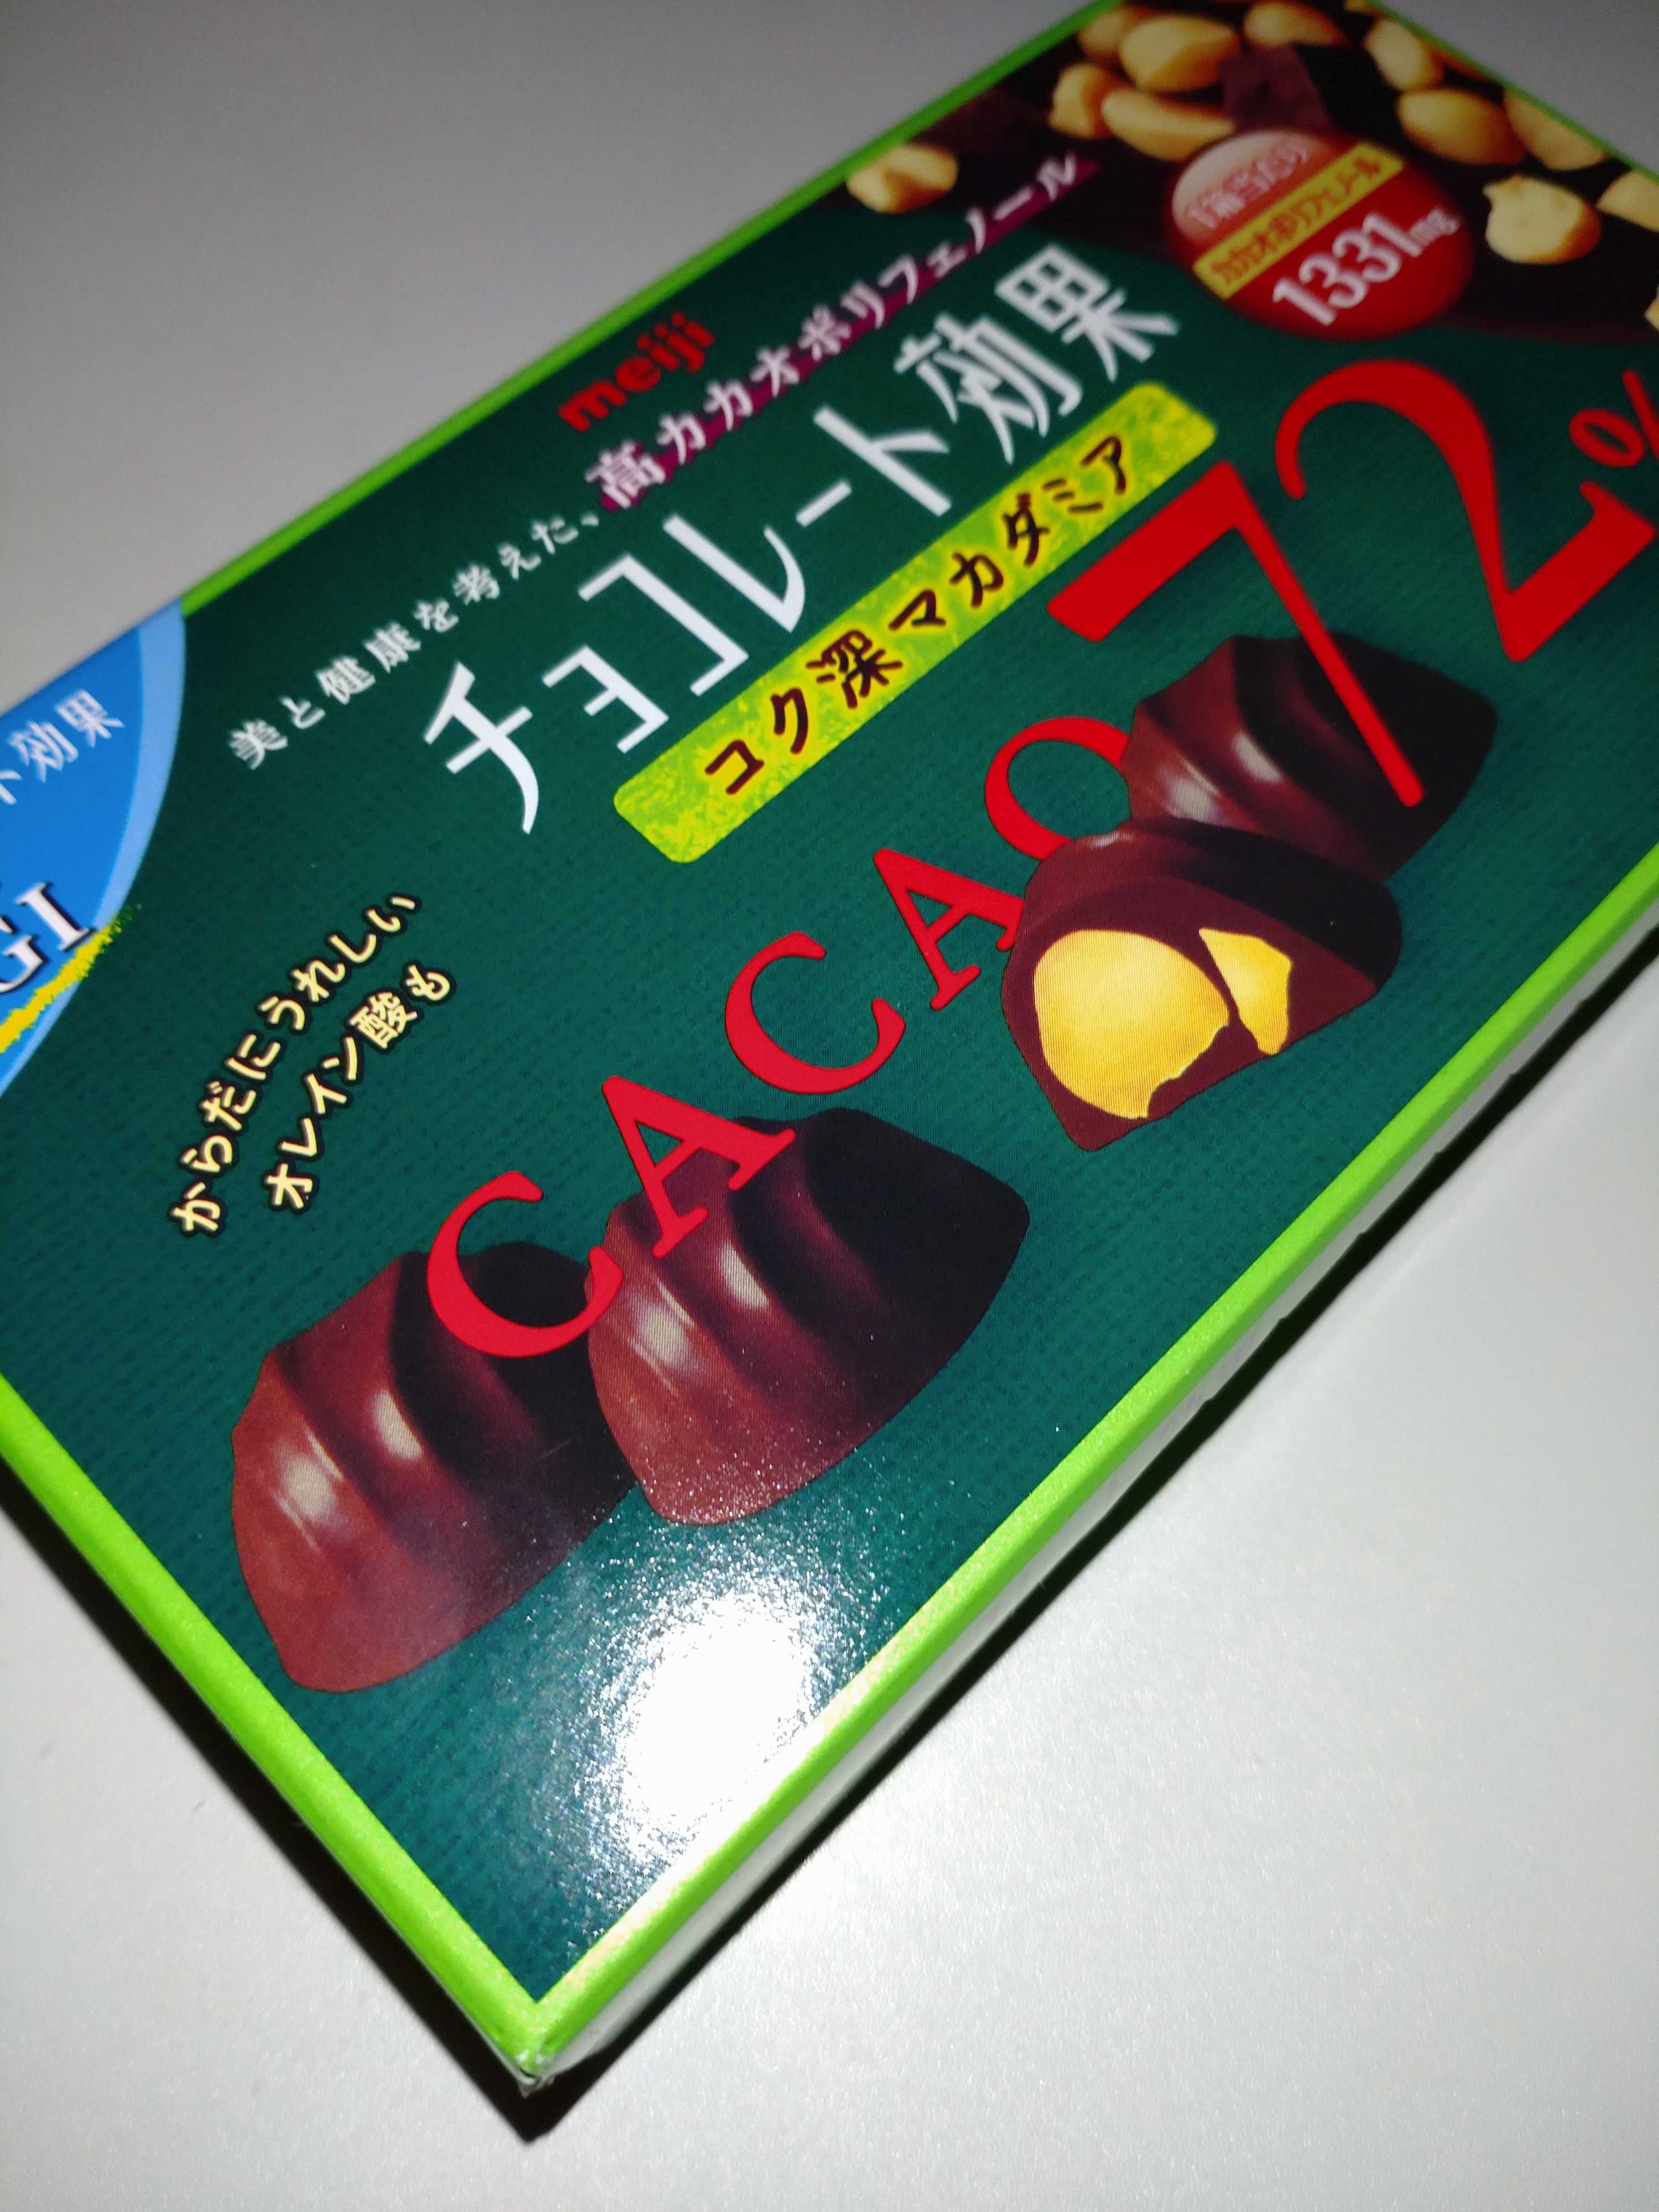 meiji
美と健康を考えた、高カカオポリフェノール
チョコレート効果
コク深マカダミア
CACAO 72%
1箱当たり
カカオポリフェノール
1331mg
ト効果
GI
からだにうれしい
オレイン酸も